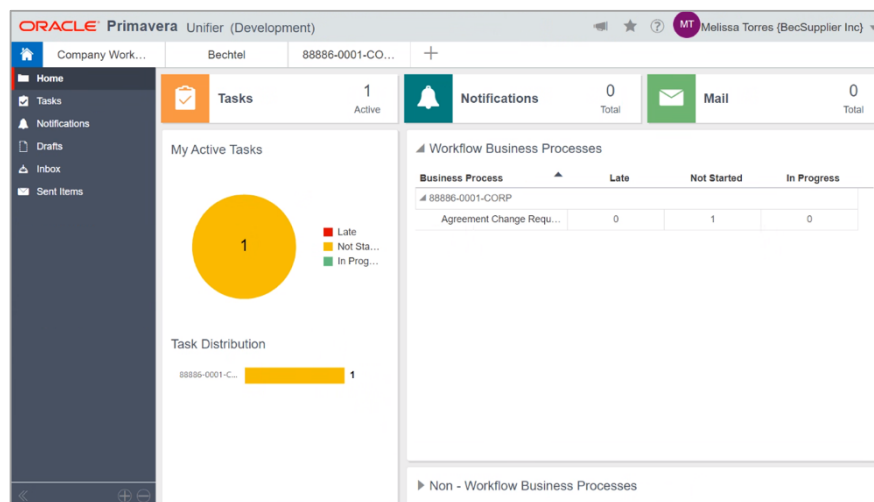 ORACLE Primavera Unifier (Development)
MT Melissa Torres {BecSupplier Inc}
Company Work... Bechtel 88886-0001-CO...
Home
Tasks
Notifications
Drafts
Inbox
Sent Items
Tasks 1 Active
Notifications 0 Total
Mail 0 Total
My Active Tasks
1
Late
Not Sta...
In Prog...
Task Distribution
88886-0001-C... 1
Workflow Business Processes
Business Process Late Not Started In Progress
88886-0001-CORP
Agreement Change Requ... 0 1 0
Non - Workflow Business Processes